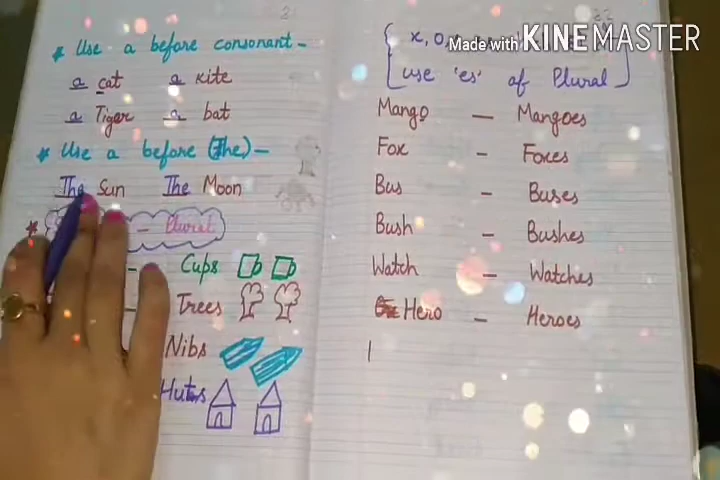 * Use a before consonant -
a cat a kite
a Tiger a bat
* Use a before (The) -
The Sun The Moon
* - Plural
- Cups
- Trees
Nibs
Huts
22
x, o,
use 'es' of Plural
Mango - Mangoes
Fox - Foxes
Bus - Buses
Bush - Bushes
Watch - Watches
Hero - Heroes
Made with KINEMASTER